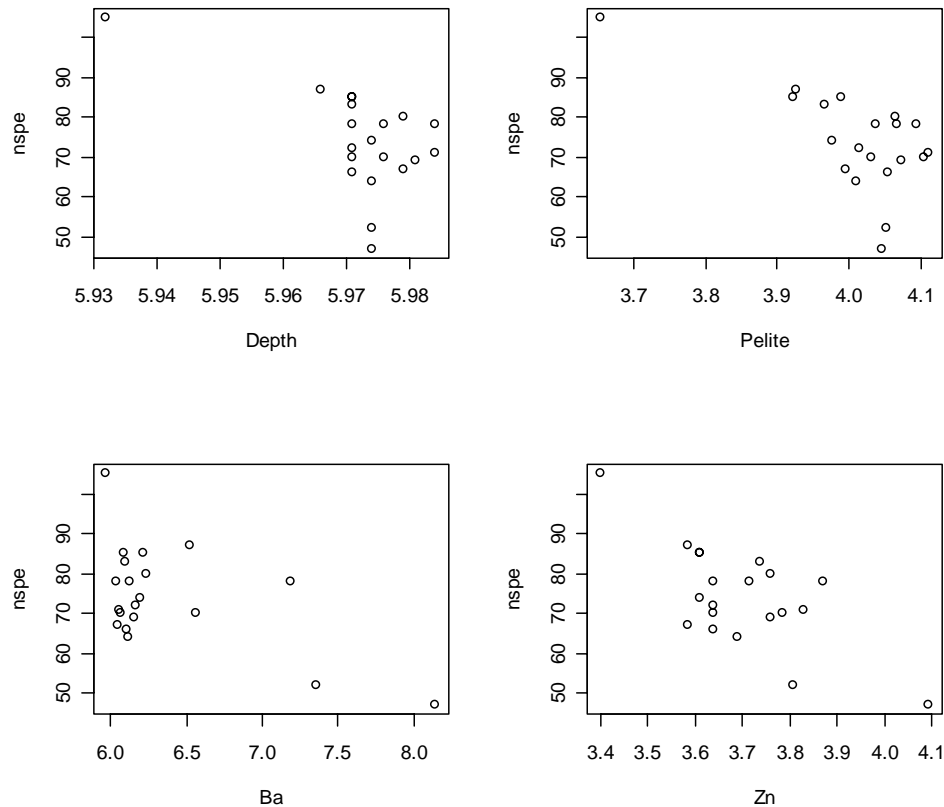 nspe
50 60 70 80 90
5.93 5.94 5.95 5.96 5.97 5.98
Depth
nspe
50 60 70 80 90
3.7 3.8 3.9 4.0 4.1
Pelite
nspe
50 60 70 80 90
6.0 6.5 7.0 7.5 8.0
Ba
nspe
50 60 70 80 90
3.4 3.5 3.6 3.7 3.8 3.9 4.0 4.1
Zn